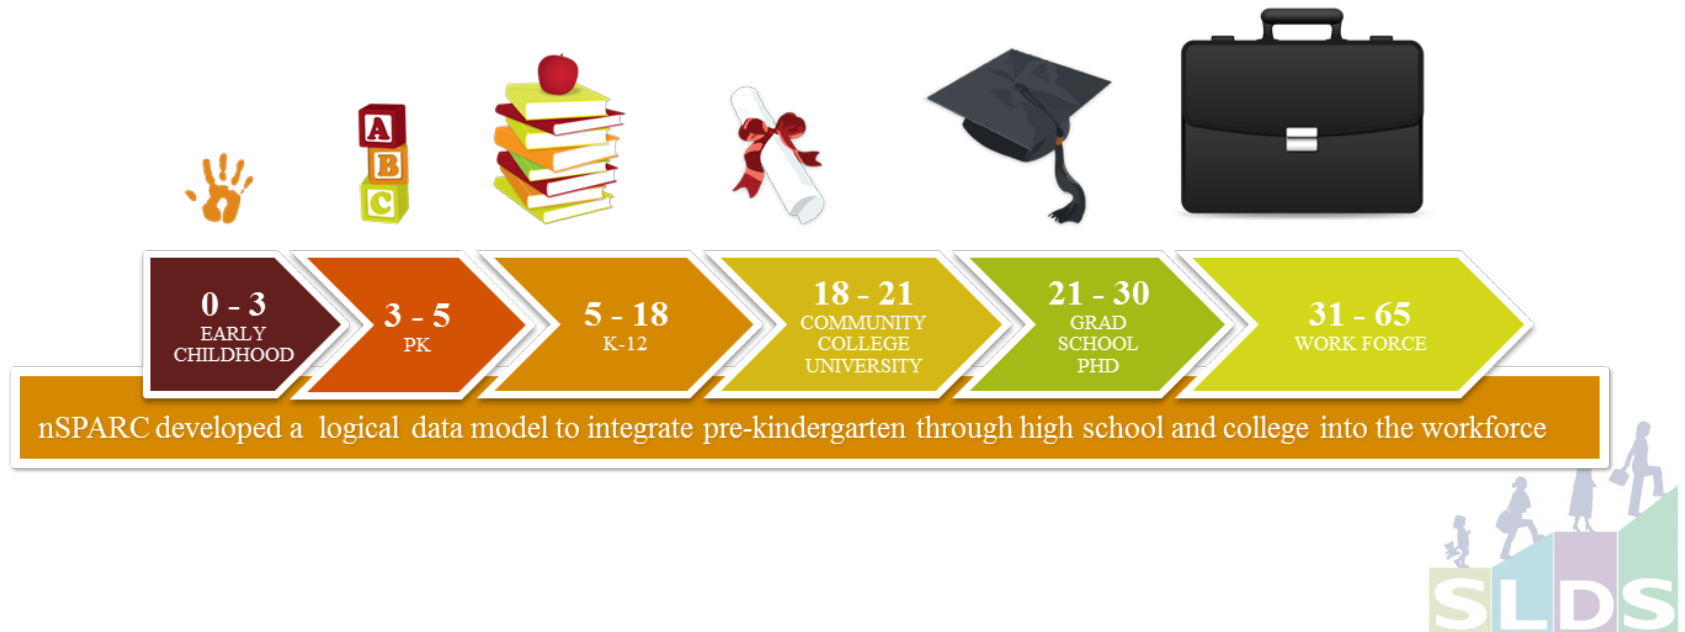 A
B
C
0 - 3
EARLY
CHILDHOOD
3 - 5
PK
5 - 18
K-12
18 - 21
COMMUNITY
COLLEGE
UNIVERSITY
21 - 30
GRAD
SCHOOL
PHD
31 - 65
WORK FORCE
nSPARC developed a logical data model to integrate pre-kindergarten through high school and college into the workforce
SLDS